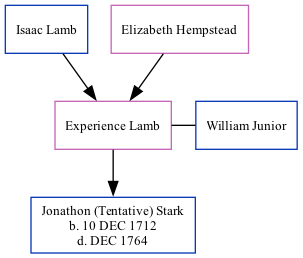 Isaac Lamb
Elizabeth Hempstead
Experience Lamb
William Junior
Jonathon (Tentative) Stark
b. 10 DEC 1712
d. DEC 1764